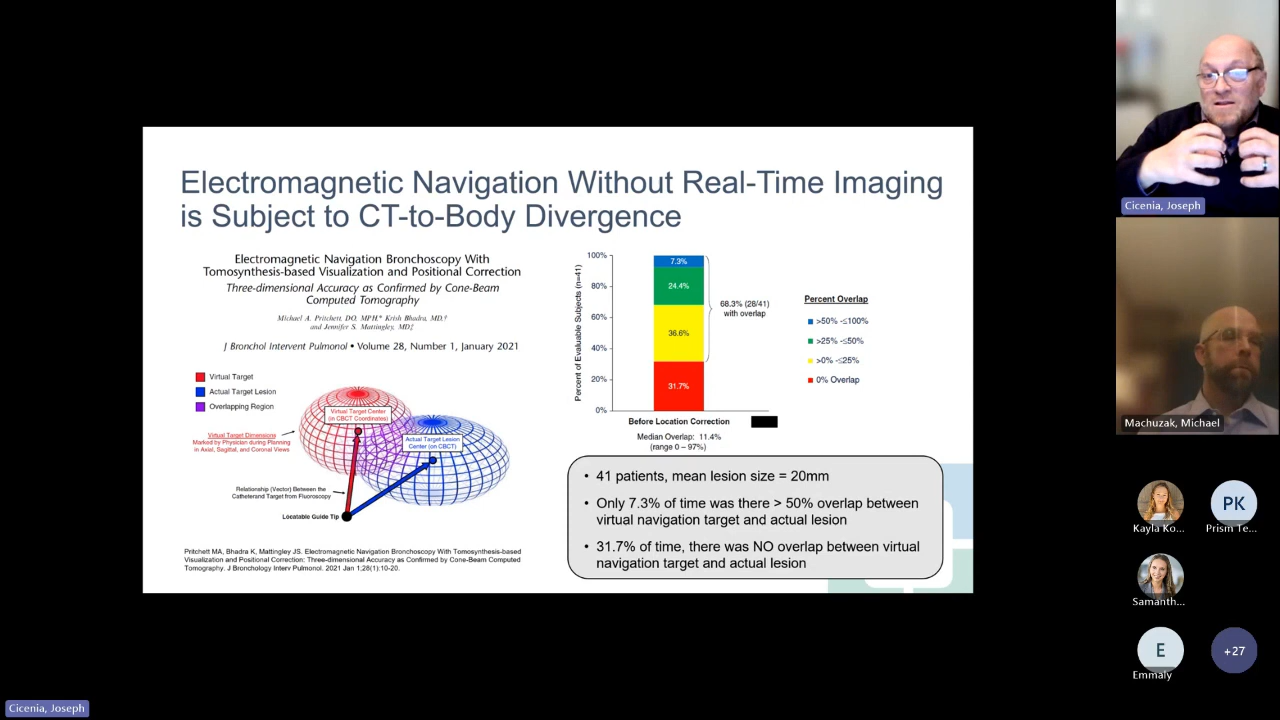 Electromagnetic Navigation Without Real-Time Imaging
is Subject to CT-to-Body Divergence
Electromagnetic Navigation Bronchoscopy With
Tomosynthesis-based Visualization and Positional Correction
Three-dimensional Accuracy as Confirmed by Cone-Beam
Computed Tomography
Michael A. Pritchett, DO, MPH,* Krish Bhadra, MD,†
and Jennifer S. Mattingley, MD‡
J Bronchol Intervent Pulmonol • Volume 28, Number 1, January 2021
Virtual Target
Actual Target Lesion
Overlapping Region
Virtual Target Center
(in CBCT Coordinates)
Actual Target Lesion
Center (on CBCT)
Virtual Target Dimensions
Marked by Physician during Planning
in Axial, Sagittal, and Coronal Views
Relationship (Vector) Between the
Catheter and Target from Fluoroscopy
Locatable Guide Tip
Pritchett MA, Bhadra K, Mattingley JS. Electromagnetic Navigation Bronchoscopy With Tomosynthesis-based
Visualization and Positional Correction: Three-dimensional Accuracy as Confirmed by Cone-Beam Computed
Tomography. J Bronchology Interv Pulmonol. 2021 Jan 1;28(1):10-20.
Percent of Evaluable Subjects (n=41)
100%
80%
60%
40%
20%
0%
7.3%
24.4%
36.6%
31.7%
68.3% (28/41)
with overlap
Before Location Correction
Median Overlap: 11.4%
(range 0 – 97%)
Percent Overlap
>50% -≤100%
>25% -≤50%
>0% -≤25%
0% Overlap
• 41 patients, mean lesion size = 20mm
• Only 7.3% of time was there > 50% overlap between
virtual navigation target and actual lesion
• 31.7% of time, there was NO overlap between virtual
navigation target and actual lesion
Cicenia, Joseph
Machuzak, Michael
Kayla Ko...
PK
Prism Te...
Samanth...
E
Emmaly
+27
Cicenia, Joseph